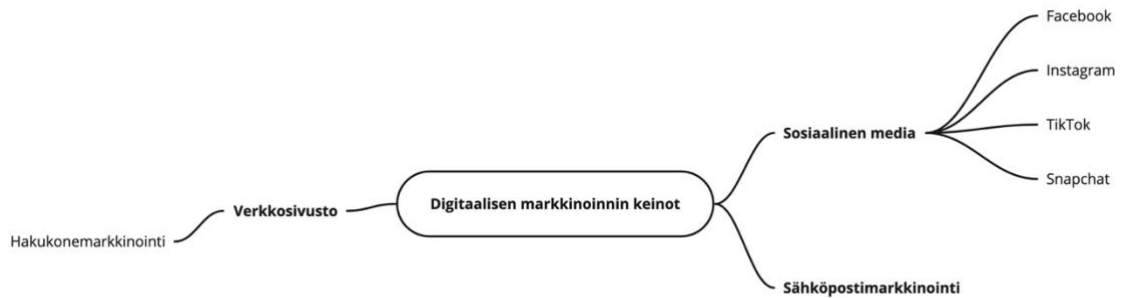 Digitaalisen markkinoinnin keinot
Verkkosivusto
Hakukonemarkkinointi
Sosiaalinen media
Facebook
Instagram
TikTok
Snapchat
Sähköpostimarkkinointi